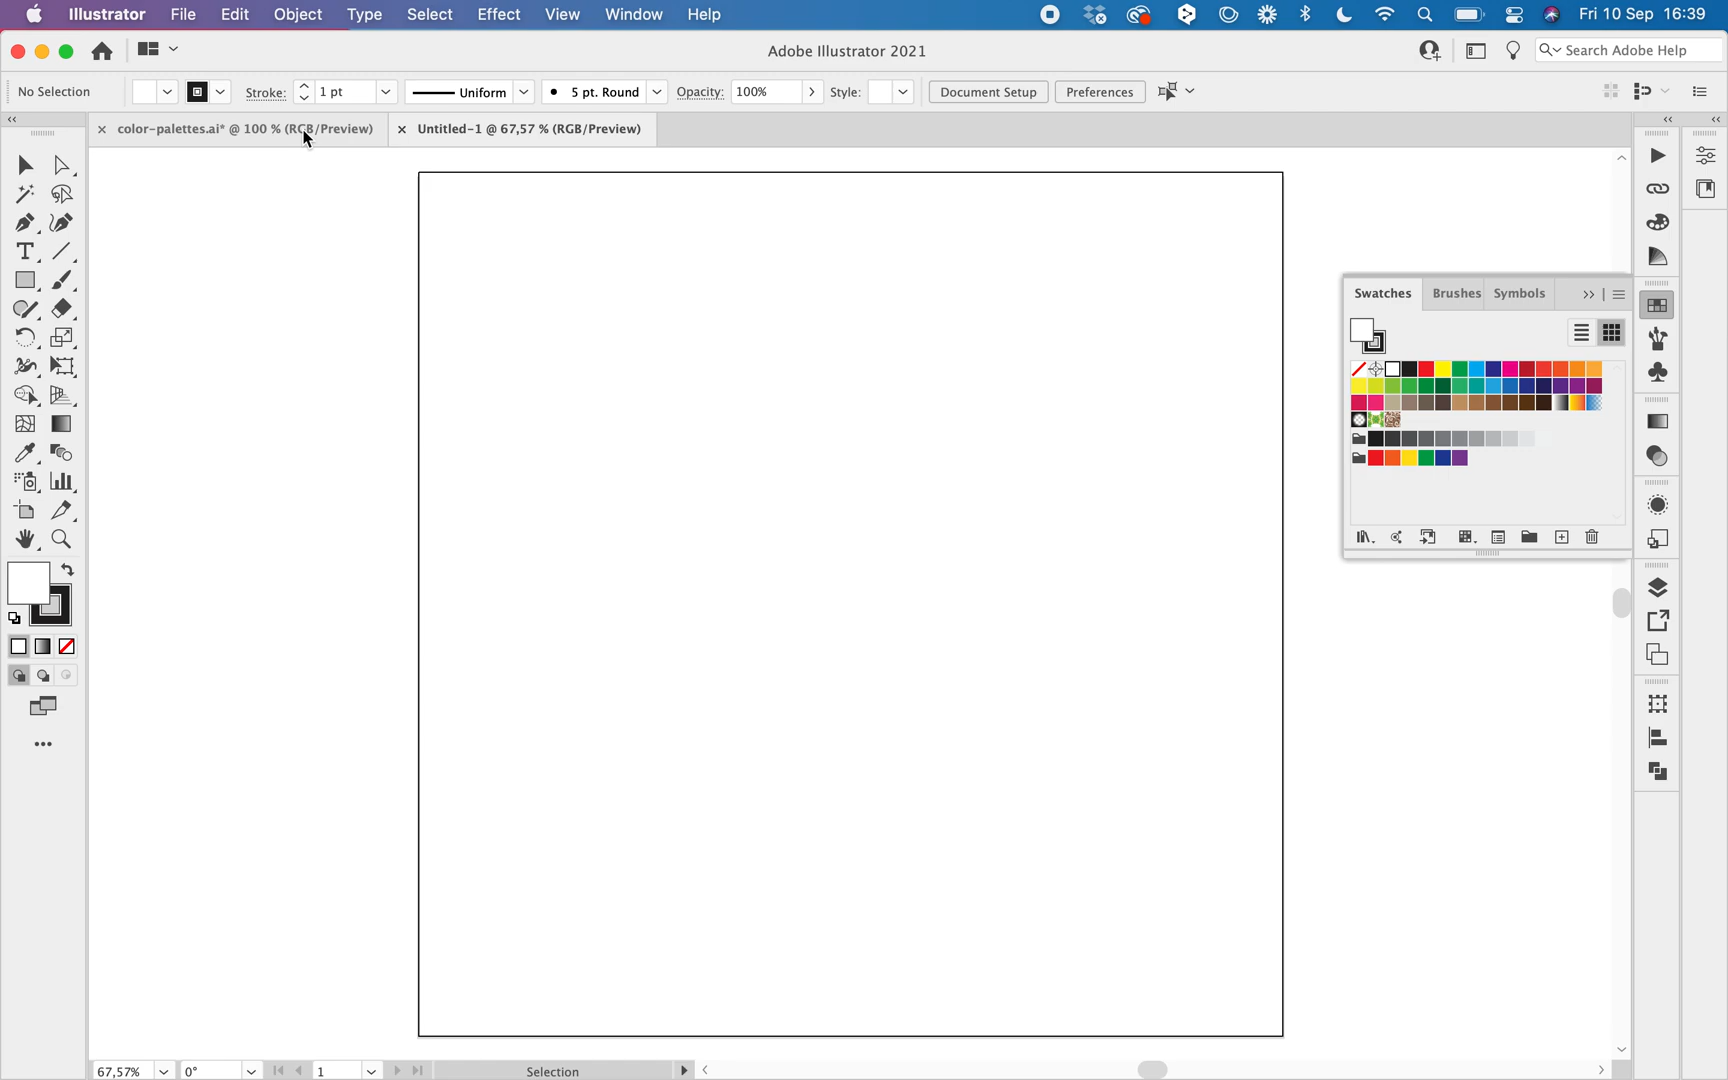 Illustrator File Edit Object Type Select Effect View Window Help Fri 10 Sep 16:39
Adobe Illustrator 2021 Search Adobe Help
No Selection Stroke: 1 pt Uniform 5 pt. Round Opacity: 100% Style: Document Setup Preferences
color-palettes.ai* @ 100 % (RGB/Preview) Untitled-1 @ 67,57 % (RGB/Preview)
Swatches Brushes Symbols
67,57% 0° 1 Selection